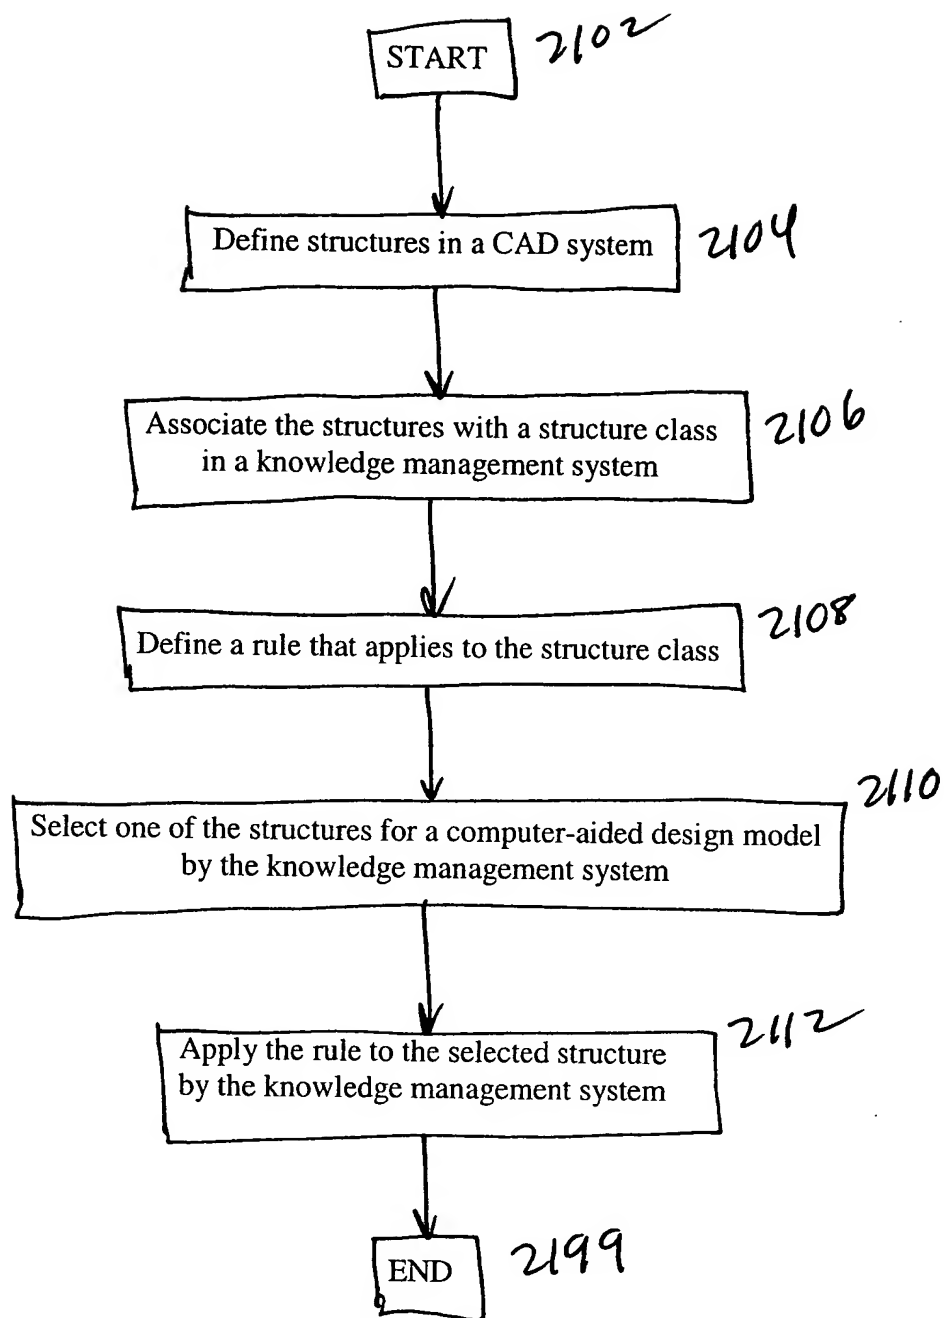 START
2102
Define structures in a CAD system
2104
Associate the structures with a structure class
in a knowledge management system
2106
Define a rule that applies to the structure class
2108
Select one of the structures for a computer-aided design model
by the knowledge management system
2110
Apply the rule to the selected structure
by the knowledge management system
2112
END
2199